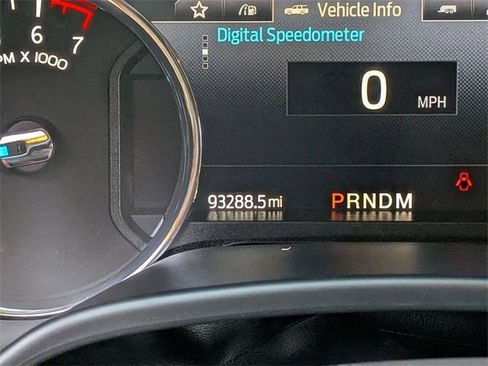 Vehicle Info
Digital Speedometer
0 MPH
6
7
PM X 1000
93288.5 mi
PRNDM